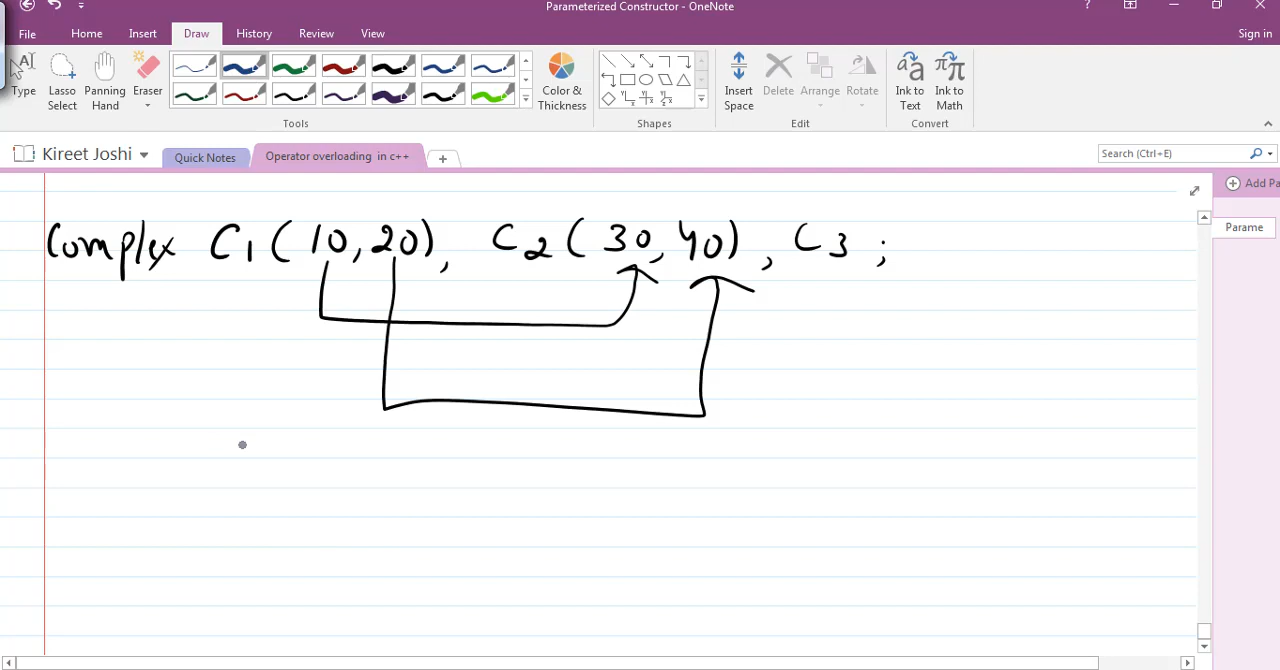 Parameterized Constructor - OneNote
?
File Home Insert Draw History Review View Sign in
Type Lasso Select Panning Hand Eraser Color & Thickness Insert Space Delete Arrange Rotate Ink to Text Ink to Math
Tools Shapes Edit Convert
Kireet Joshi Quick Notes Operator overloading in c++ + Search (Ctrl+E)
Add Pa
Parame
Complex C1(10,20), C2(30,40), C3;